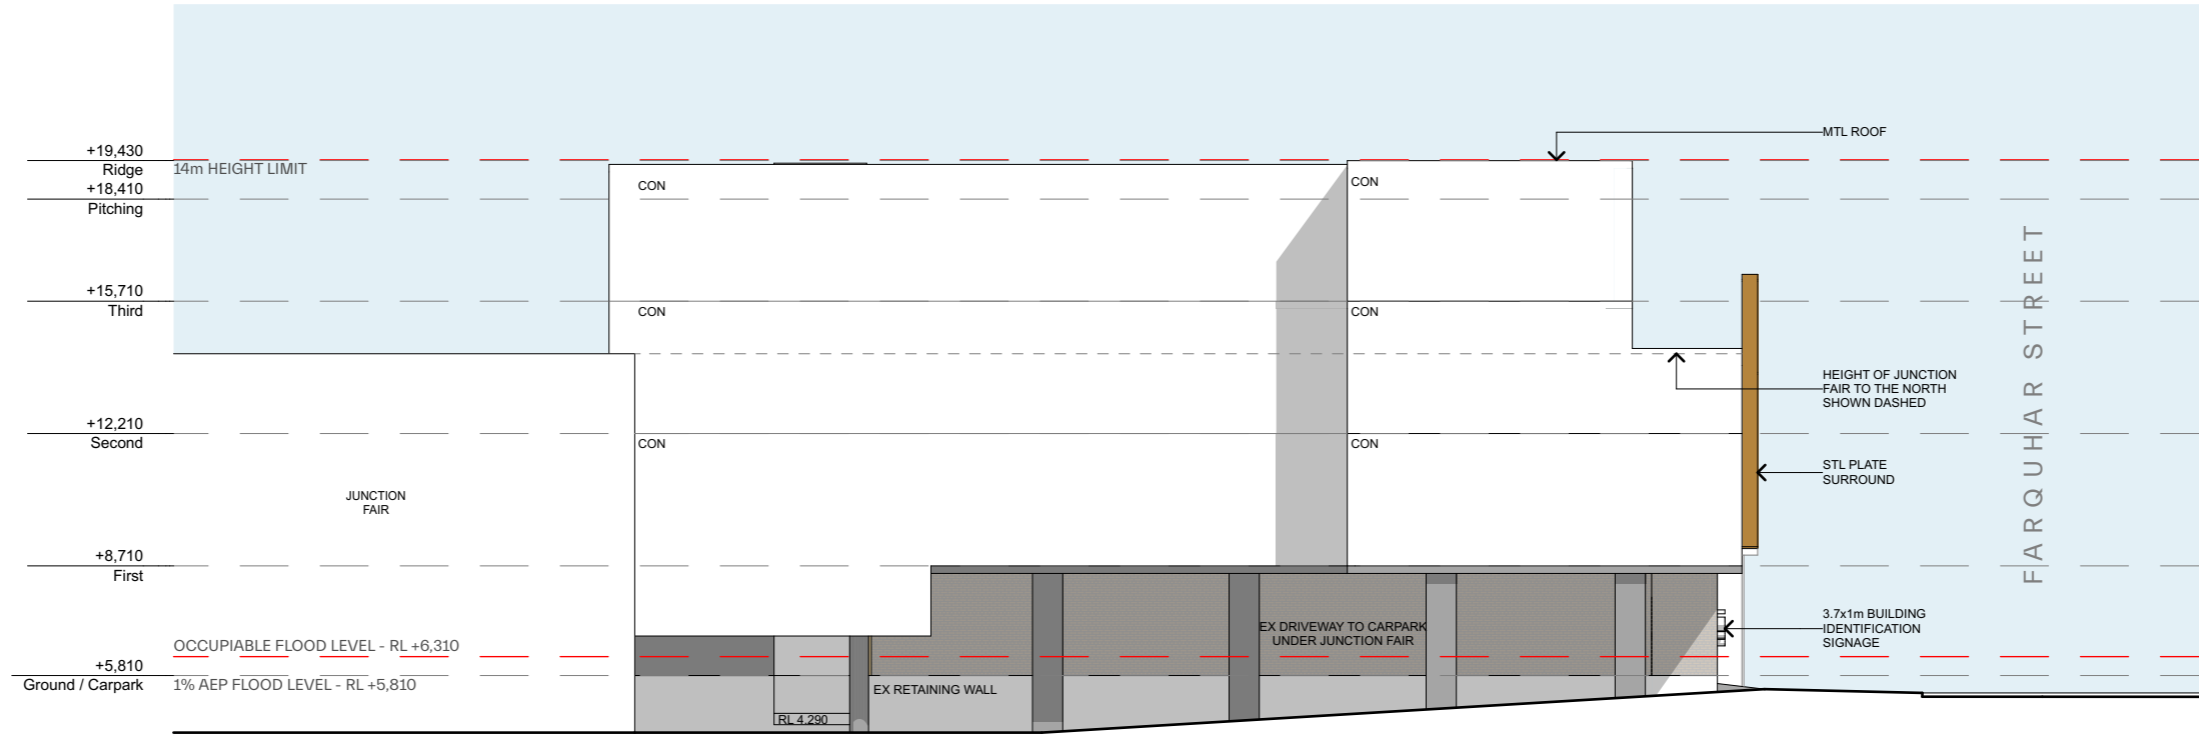 MTL ROOF
+19,430
Ridge
14m HEIGHT LIMIT
+18,410
Pitching
CON
CON
+15,710
Third
CON
CON
FARQUHAR STREET
HEIGHT OF JUNCTION
FAIR TO THE NORTH
SHOWN DASHED
+12,210
Second
CON
CON
STL PLATE
SURROUND
JUNCTION
FAIR
+8,710
First
3.7x1m BUILDING
IDENTIFICATION
SIGNAGE
EX DRIVEWAY TO CARPARK
UNDER JUNCTION FAIR
OCCUPIABLE FLOOD LEVEL - RL +6,310
+5,810
Ground / Carpark
1% AEP FLOOD LEVEL - RL +5,810
EX RETAINING WALL
RL 4.290